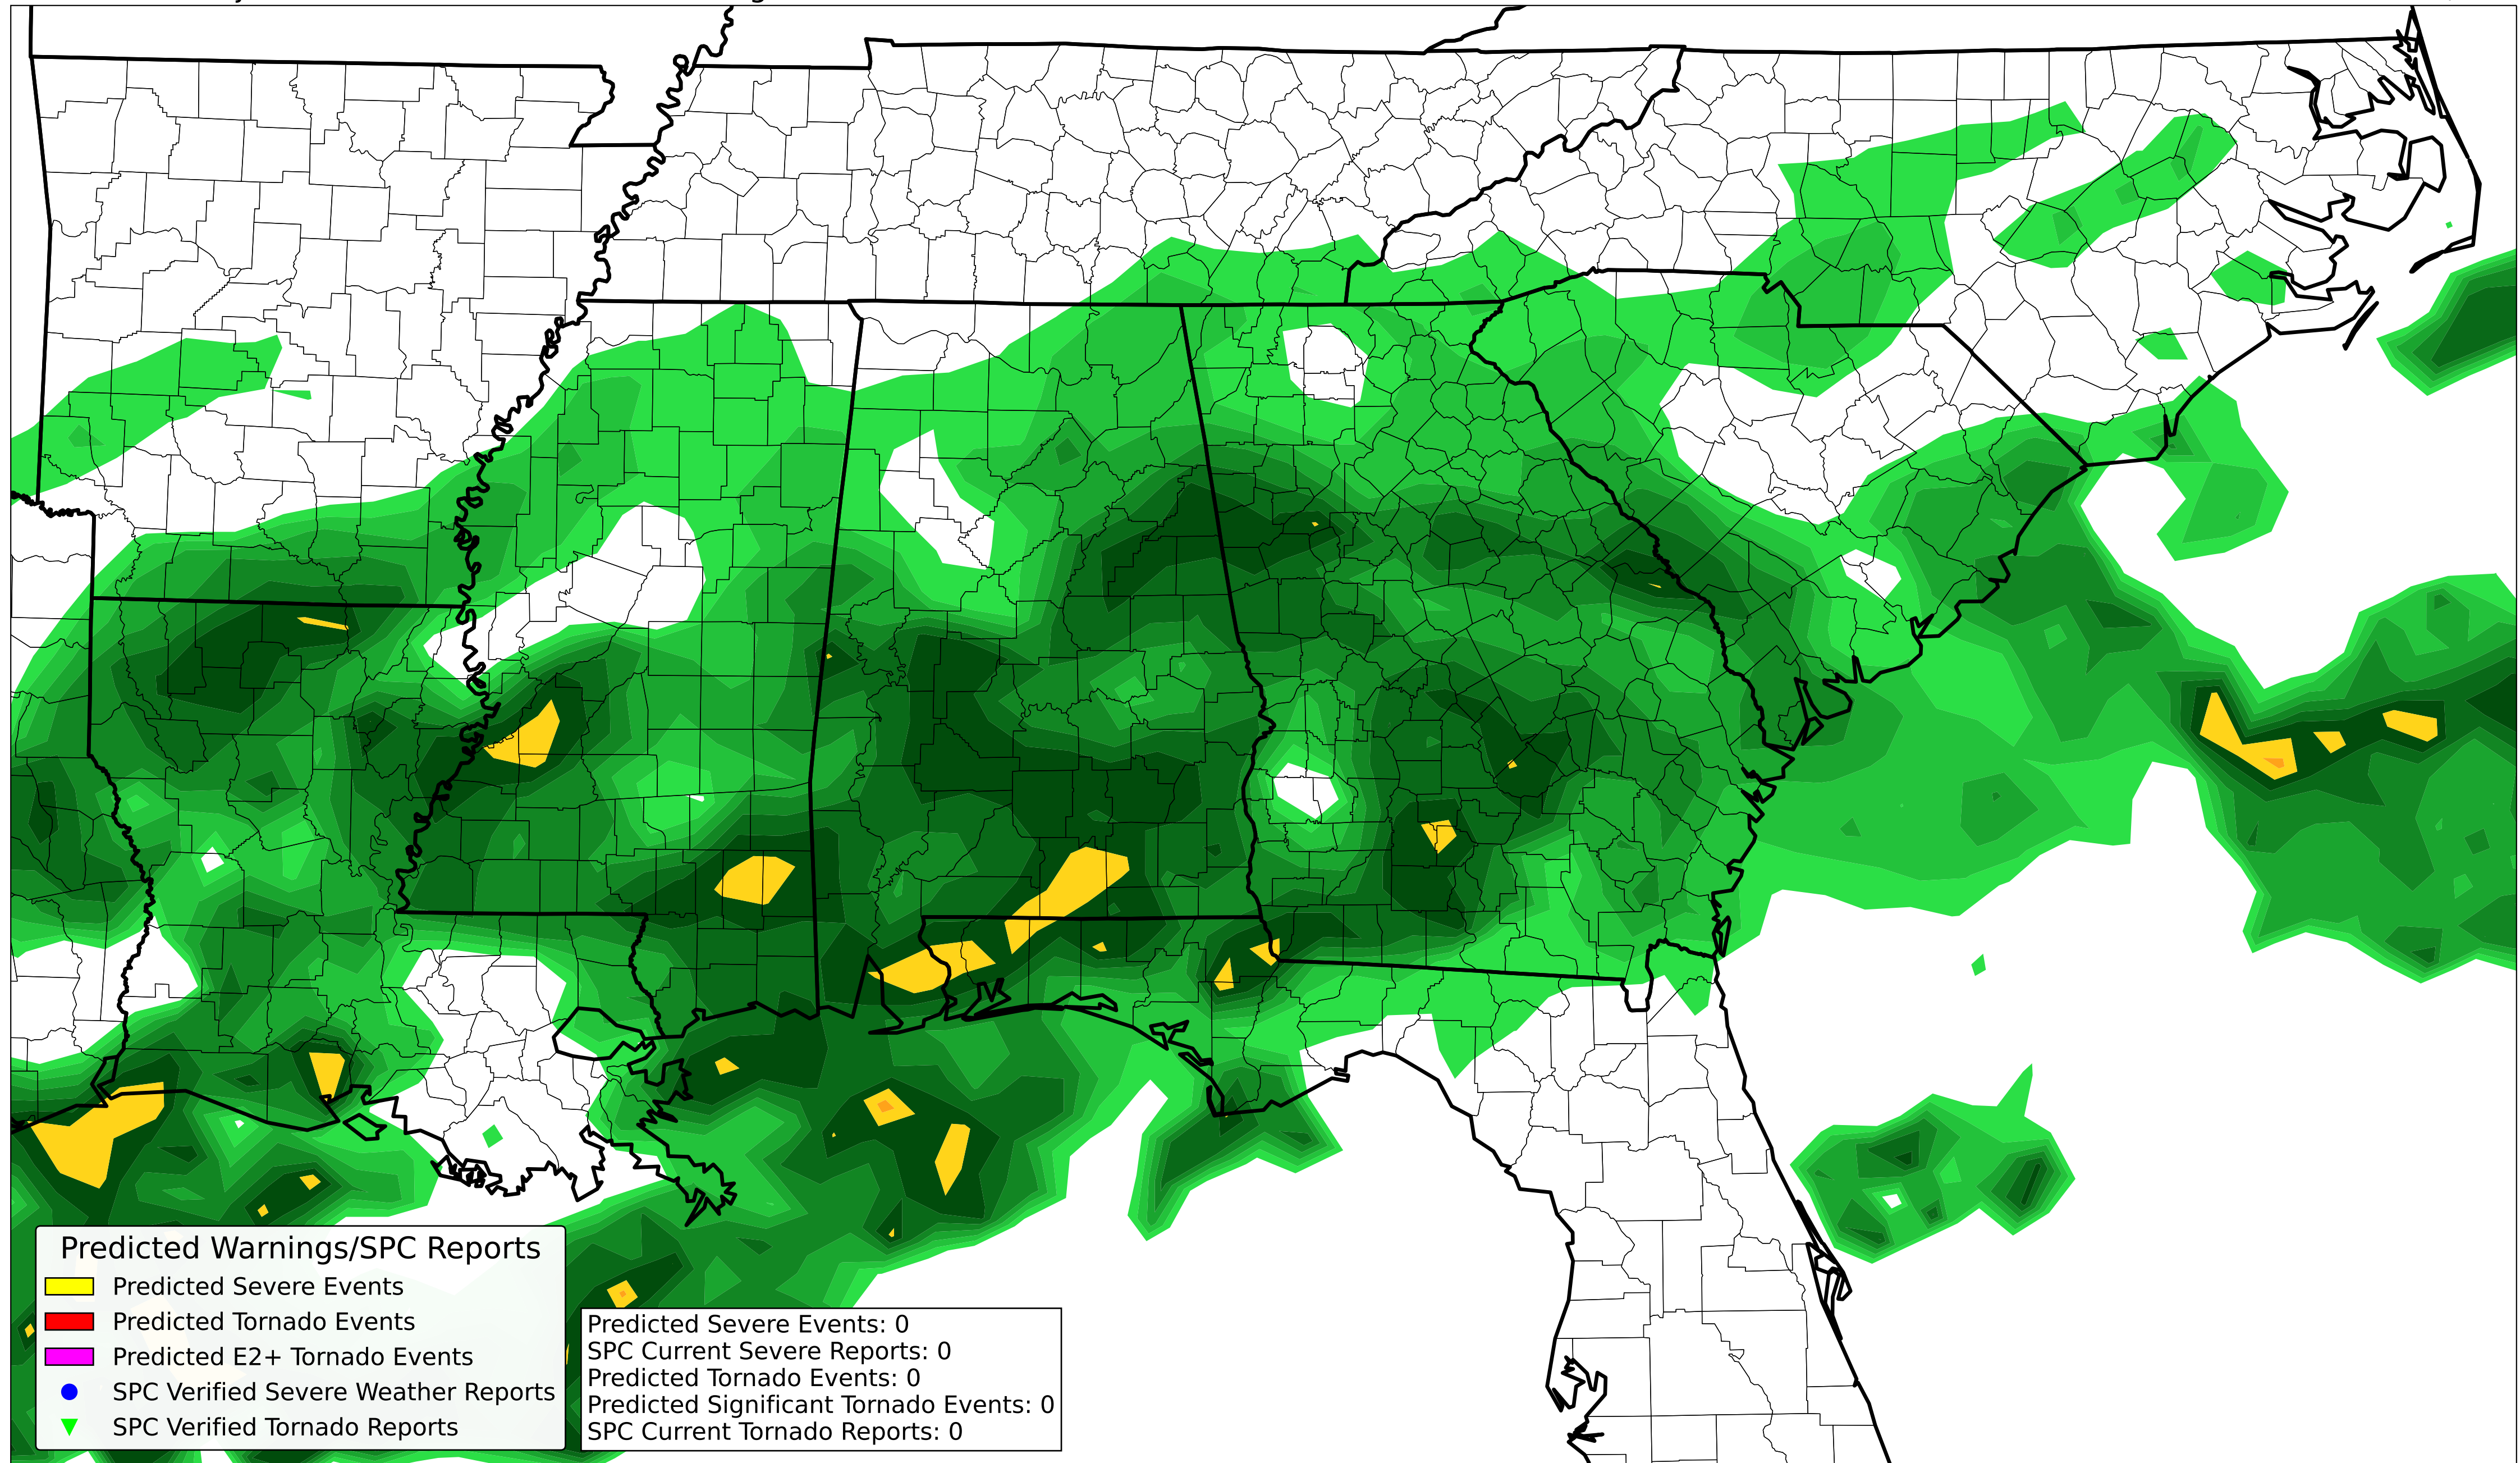 Predicted Warnings/SPC Reports
Predicted Severe Events
Predicted Tornado Events
Predicted E2+ Tornado Events
SPC Verified Severe Weather Reports
SPC Verified Tornado Reports
Predicted Severe Events: 0
SPC Current Severe Reports: 0
Predicted Tornado Events: 0
Predicted Significant Tornado Events: 0
SPC Current Tornado Reports: 0